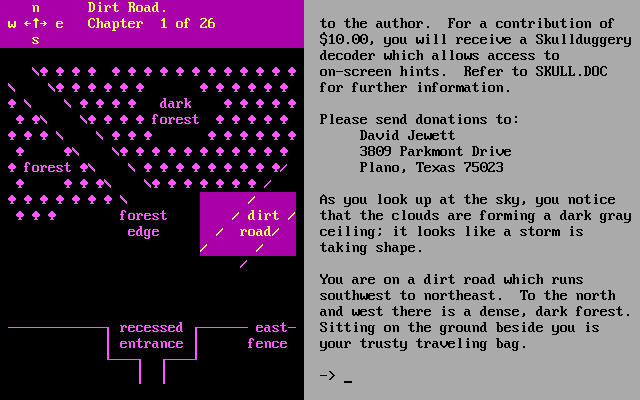 n
Dirt Road.
w ←↑→ e Chapter 1 of 26
s
dark
forest
forest
forest
edge
dirt
road
recessed
entrance
east
fence
to the author. For a contribution of
$10.00, you will receive a Skullduggery
decoder which allows access to
on-screen hints. Refer to SKULL.DOC
for further information.
Please send donations to:
David Jewett
3809 Parkmont Drive
Plano, Texas 75023
As you look up at the sky, you notice
that the clouds are forming a dark gray
ceiling; it looks like a storm is
taking shape.
You are on a dirt road which runs
southwest to northeast. To the north
and west there is a dense, dark forest.
Sitting on the ground beside you is
your trusty traveling bag.
-> _